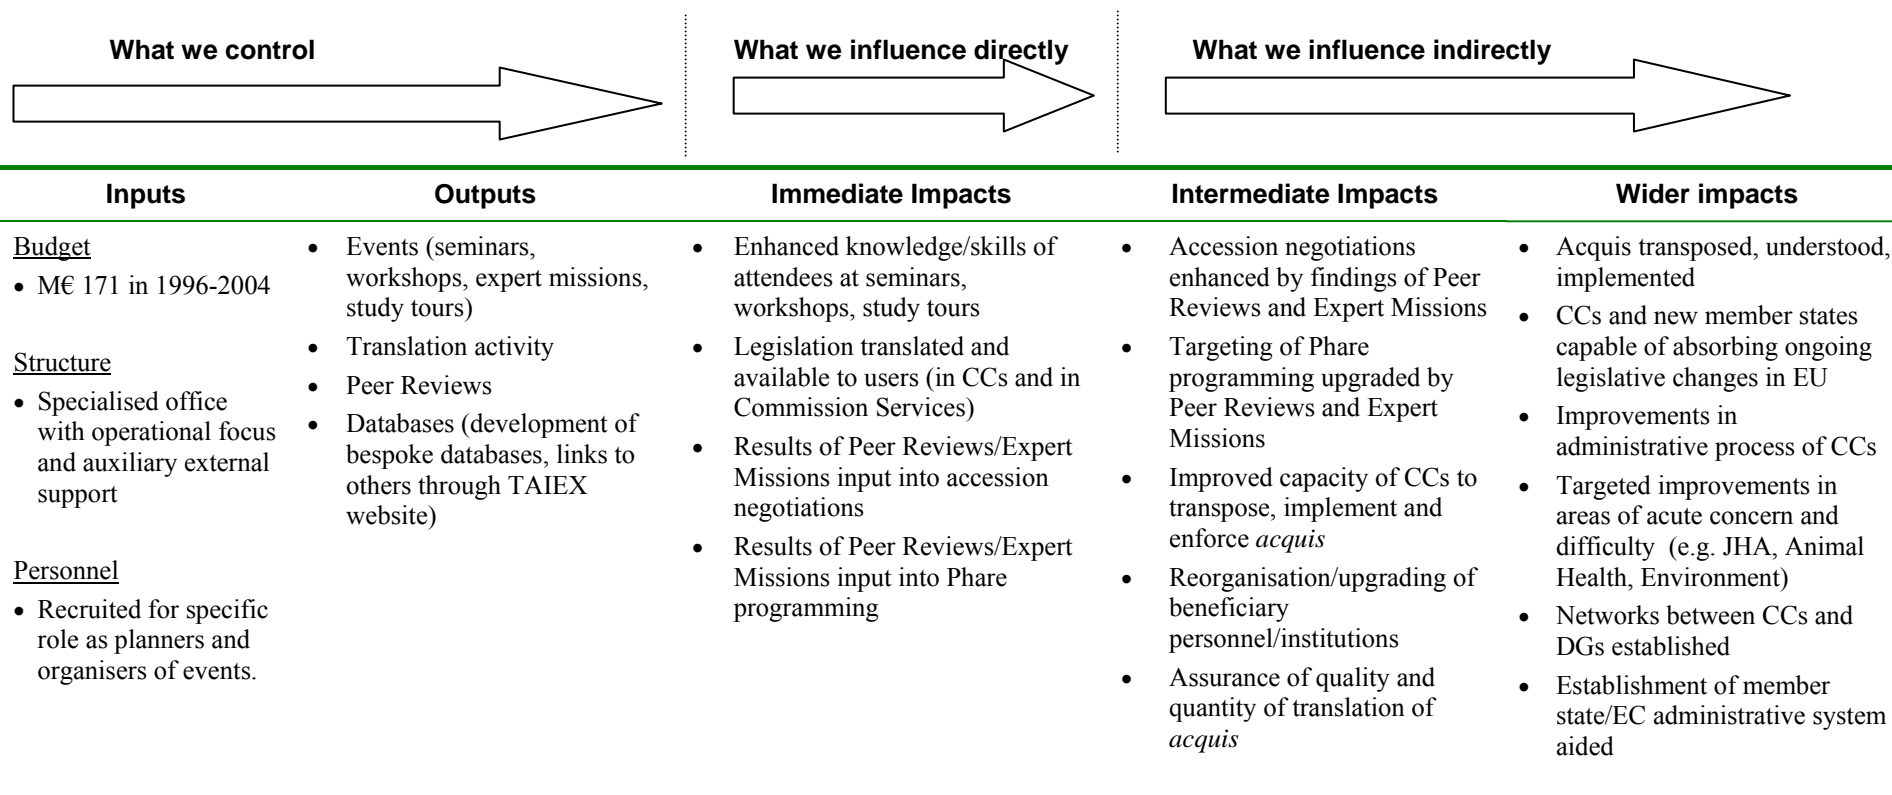 What we control
What we influence directly
What we influence indirectly
Inputs
Outputs
Immediate Impacts
Intermediate Impacts
Wider impacts
Budget
• M€ 171 in 1996-2004
Structure
• Specialised office
with operational focus
and auxiliary external
support
Personnel
• Recruited for specific
role as planners and
organisers of events.
• Events (seminars,
workshops, expert missions,
study tours)
• Translation activity
• Peer Reviews
• Databases (development of
bespoke databases, links to
others through TAIEX
website)
• Enhanced knowledge/skills of
attendees at seminars,
workshops, study tours
• Legislation translated and
available to users (in CCs and in
Commission Services)
• Results of Peer Reviews/Expert
Missions input into accession
negotiations
• Results of Peer Reviews/Expert
Missions input into Phare
programming
• Accession negotiations
enhanced by findings of Peer
Reviews and Expert Missions
• Targeting of Phare
programming upgraded by
Peer Reviews and Expert
Missions
• Improved capacity of CCs to
transpose, implement and
enforce acquis
• Reorganisation/upgrading of
beneficiary
personnel/institutions
• Assurance of quality and
quantity of translation of
acquis
• Acquis transposed, understood,
implemented
• CCs and new member states
capable of absorbing ongoing
legislative changes in EU
• Improvements in
administrative process of CCs
• Targeted improvements in
areas of acute concern and
difficulty (e.g. JHA, Animal
Health, Environment)
• Networks between CCs and
DGs established
• Establishment of member
state/EC administrative system
aided